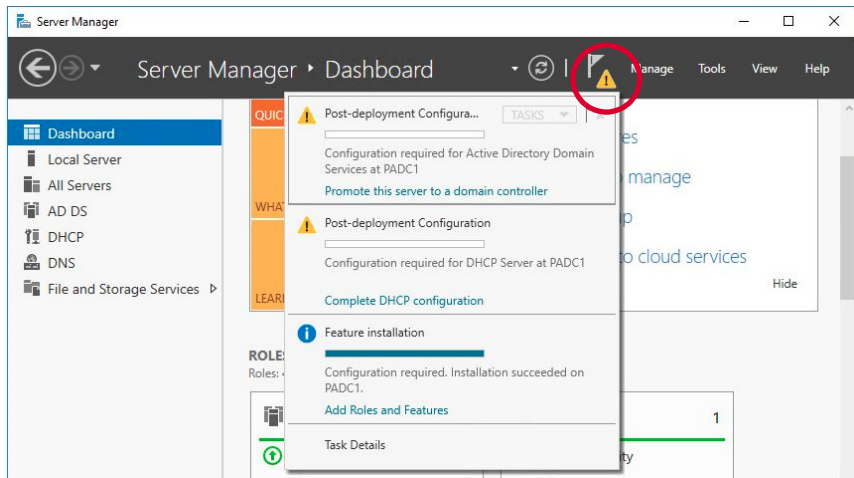 Server Manager
Server Manager • Dashboard
Manage Tools View Help
Dashboard
Local Server
All Servers
AD DS
DHCP
DNS
File and Storage Services
QUIC
WHA
LEAR
Post-deployment Configura...
TASKS
Configuration required for Active Directory Domain
Services at PADC1
Promote this server to a domain controller
Post-deployment Configuration
Configuration required for DHCP Server at PADC1
Complete DHCP configuration
Feature installation
Configuration required. Installation succeeded on
PADC1.
Add Roles and Features
Task Details
es
manage
up
to cloud services
Hide
ROLE
Roles:
1
ity